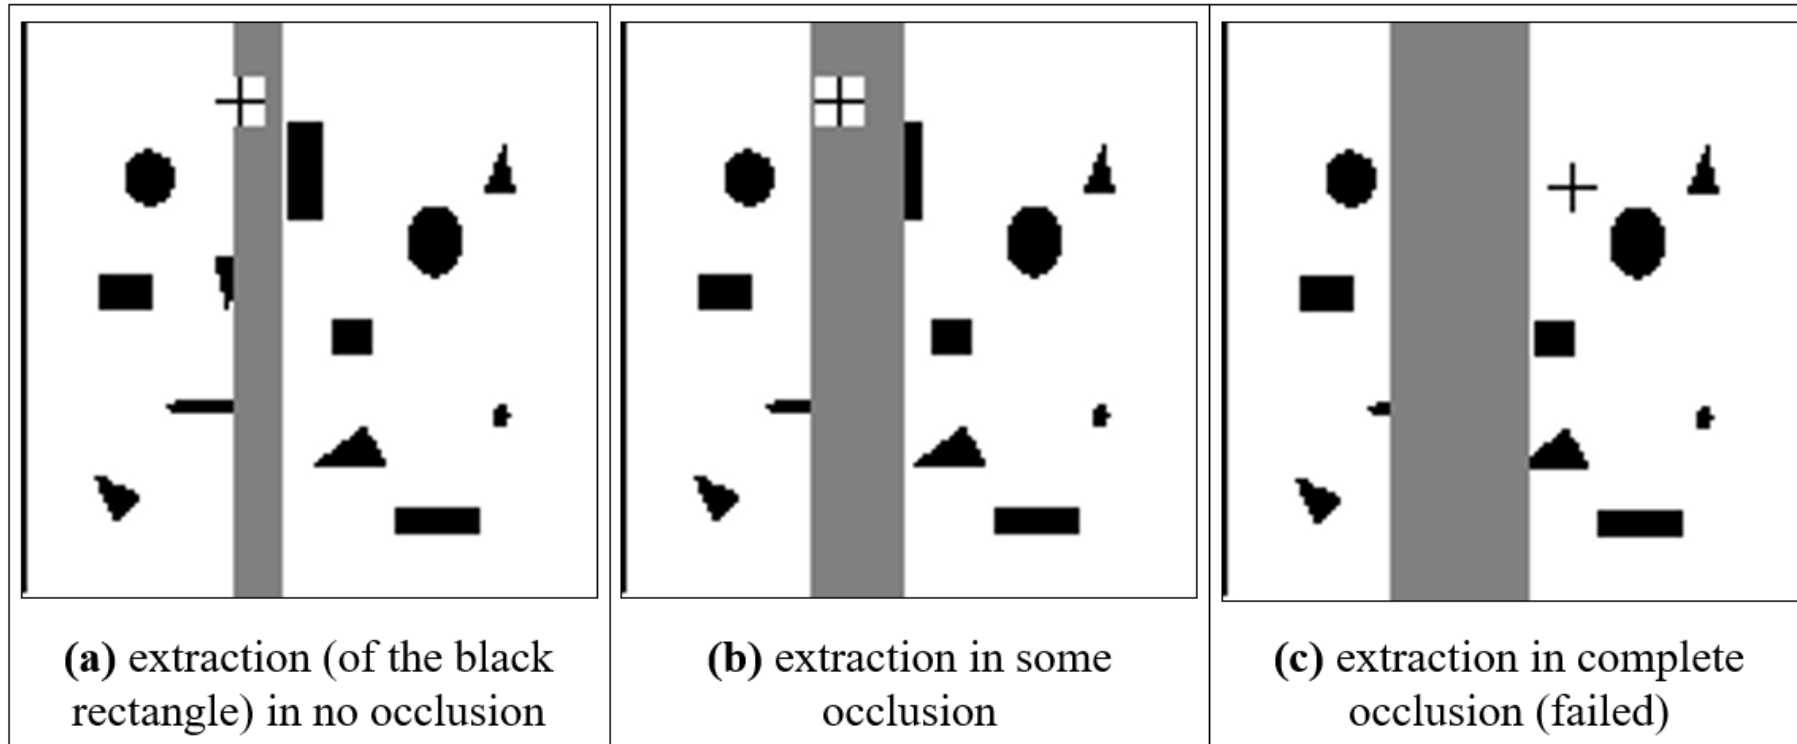 (a) extraction (of the black
rectangle) in no occlusion
(b) extraction in some
occlusion
(c) extraction in complete
occlusion (failed)